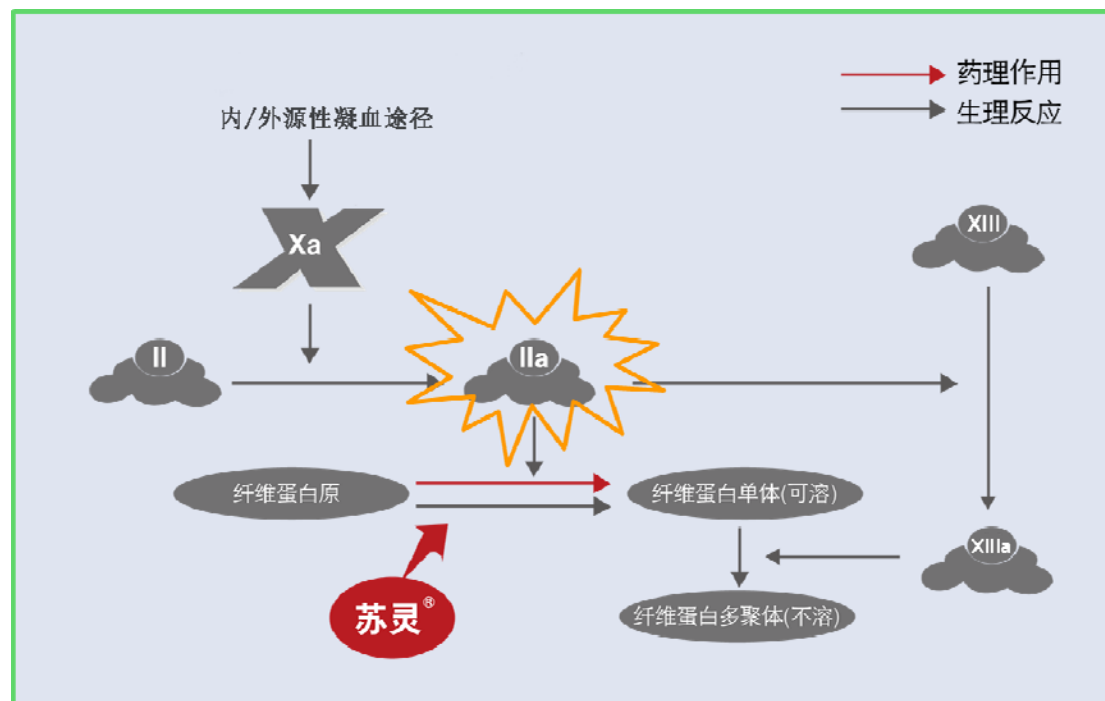 药理作用
生理反应
内/外源性凝血途径
Xa
XIII
II
IIa
纤维蛋白原
纤维蛋白单体(可溶)
XIIIa
苏灵®
纤维蛋白多聚体(不溶)